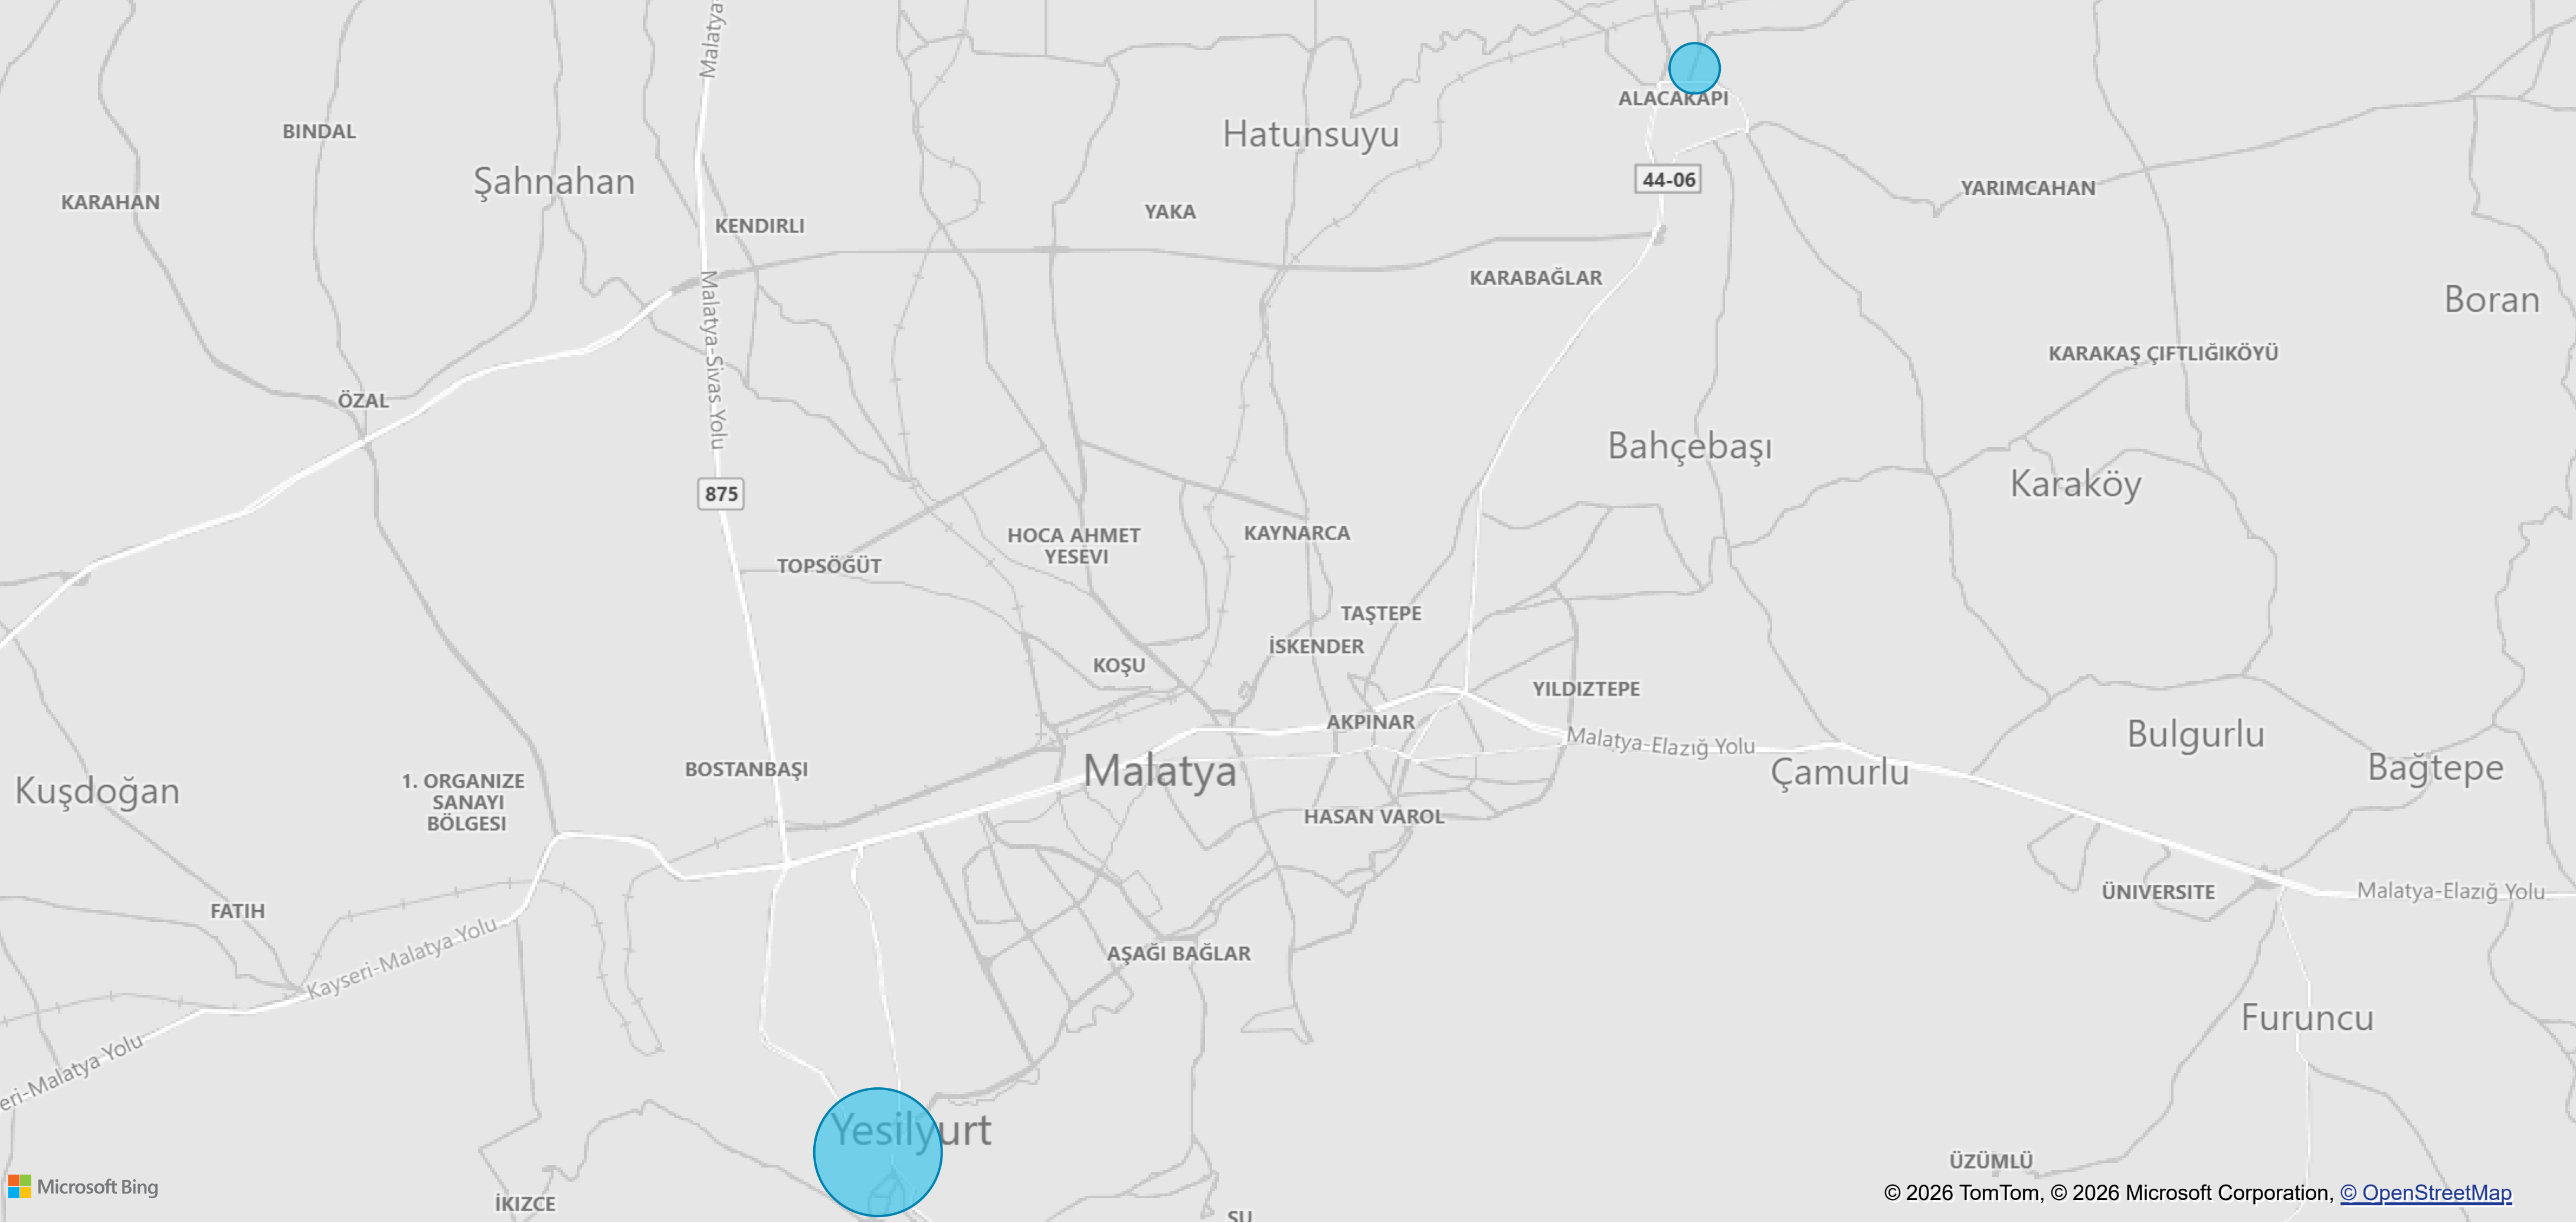 Malatya
ALACAKAPI
BINDAL
Hatunsuyu
Şahnahan
44-06
YARIMCAHAN
KARAHAN
YAKA
KENDIRLI
KARABAĞLAR
Boran
Malatya-Sivas Yolu
KARAKAŞ ÇIFTLIĞIKÖYÜ
ÖZAL
Bahçebaşı
Karaköy
875
HOCA AHMET
YESEVI
KAYNARCA
TOPSÖĞÜT
TAŞTEPE
İSKENDER
KOŞU
YILDIZTEPE
AKPINAR
Malatya-Elazığ Yolu
Bulgurlu
Malatya
Çamurlu
Bağtepe
BOSTANBAŞI
Kuşdoğan
1. ORGANIZE
SANAYI
BÖLGESI
HASAN VAROL
ÜNIVERSITE
Malatya-Elazığ Yolu
FATIH
Kayseri-Malatya Yolu
AŞAĞI BAĞLAR
Furuncu
eri-Malatya Yolu
Yesilyurt
ÜZÜMLÜ
Microsoft Bing
İKIZCE
© 2026 TomTom, © 2026 Microsoft Corporation, © OpenStreetMap
SU